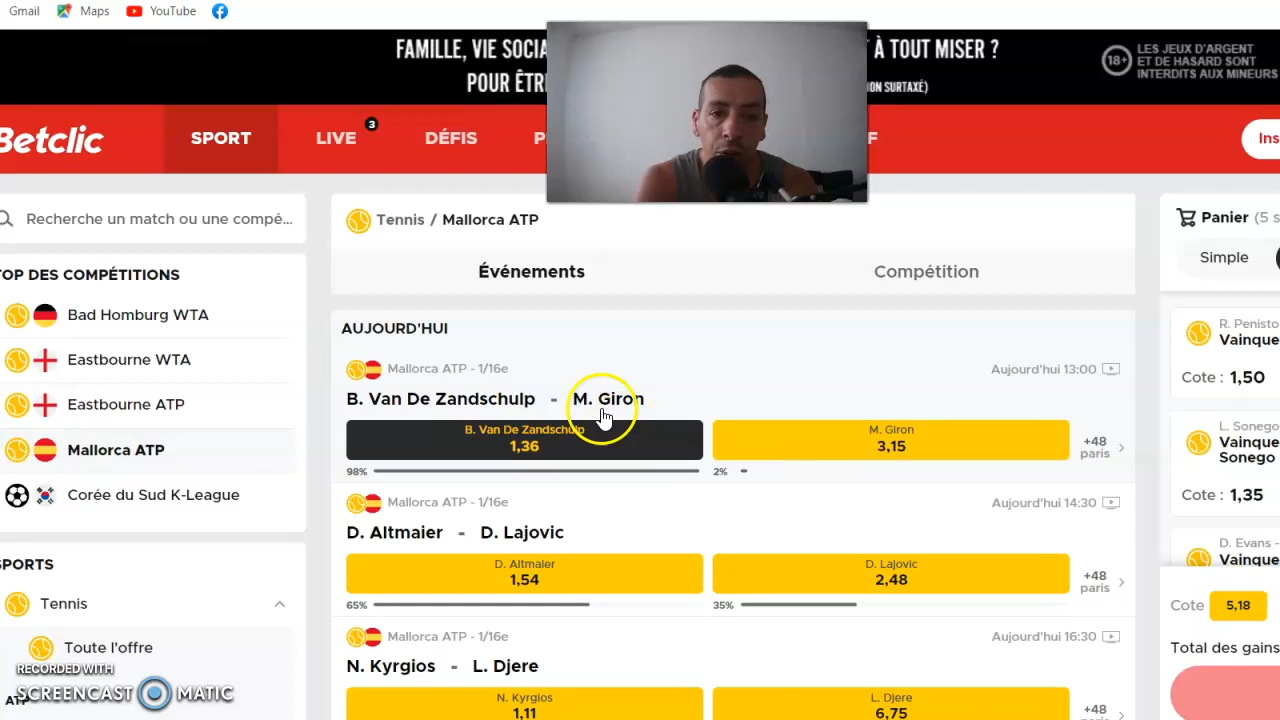 Gmail
Maps
YouTube
FAMILLE, VIE SOCIA
À TOUT MISER ?
POUR ÊTR
ION SURTAXÉ)
18+
LES JEUX D'ARGENT
ET DE HASARD SONT
INTERDITS AUX MINEURS
Betclic
SPORT
LIVE
3
DÉFIS
P
F
Ins
Recherche un match ou une compé...
TOP DES COMPÉTITIONS
Bad Homburg WTA
Eastbourne WTA
Eastbourne ATP
Mallorca ATP
Corée du Sud K-League
SPORTS
Tennis
Toute l'offre
ATP
RECORDED WITH
SCREENCAST MATIC
Tennis / Mallorca ATP
Événements
Compétition
AUJOURD'HUI
Mallorca ATP - 1/16e
Aujourd'hui 13:00
B. Van De Zandschulp - M. Giron
B. Van De Zandschulp
1,36
M. Giron
3,15
+48
paris
98%
2%
Mallorca ATP - 1/16e
Aujourd'hui 14:30
D. Altmaier - D. Lajovic
D. Altmaier
1,54
D. Lajovic
2,48
+48
paris
65%
35%
Mallorca ATP - 1/16e
Aujourd'hui 16:30
N. Kyrgios - L. Djere
N. Kyrgios
1,11
L. Djere
6,75
+48
paris
Panier (5 s
Simple
R. Penisto
Vainque
Cote : 1,50
L. Sonego
Vainque
Sonego
Cote : 1,35
D. Evans -
Vainque
Cote 5,18
Total des gains